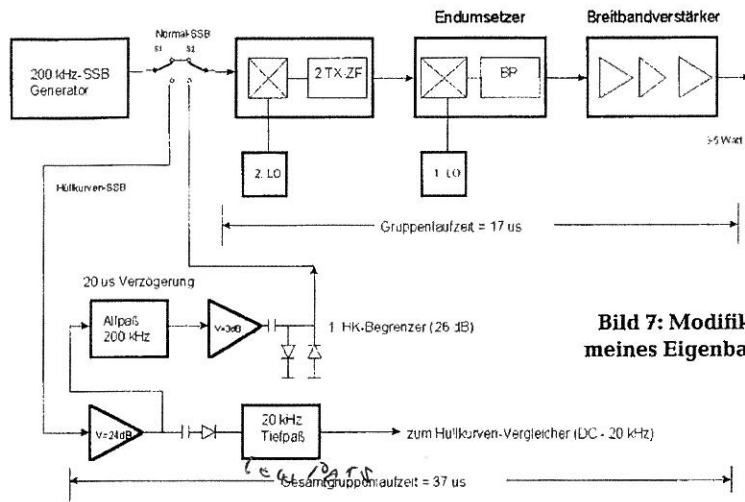 Normal-SSB
S1 S2
200 kHz-SSB
Generator
Endumsetzer
Breitbandverstärker
2.TX-ZF
BP
2. LO
1. LO
Hüllkurven-SSB
Gruppenlaufzeit = 17 us
20 us Verzögerung
Allpaß
200 kHz
V=3dB
1. HK-Begrenzer (26 dB)
Bild 7: Modifik
meines Eigenba
V=24dB
20 kHz
Tiefpaß
zum Hüllkurven-Vergleicher (DC - 20 kHz)
Gesamtgruppenlaufzeit = 37 us